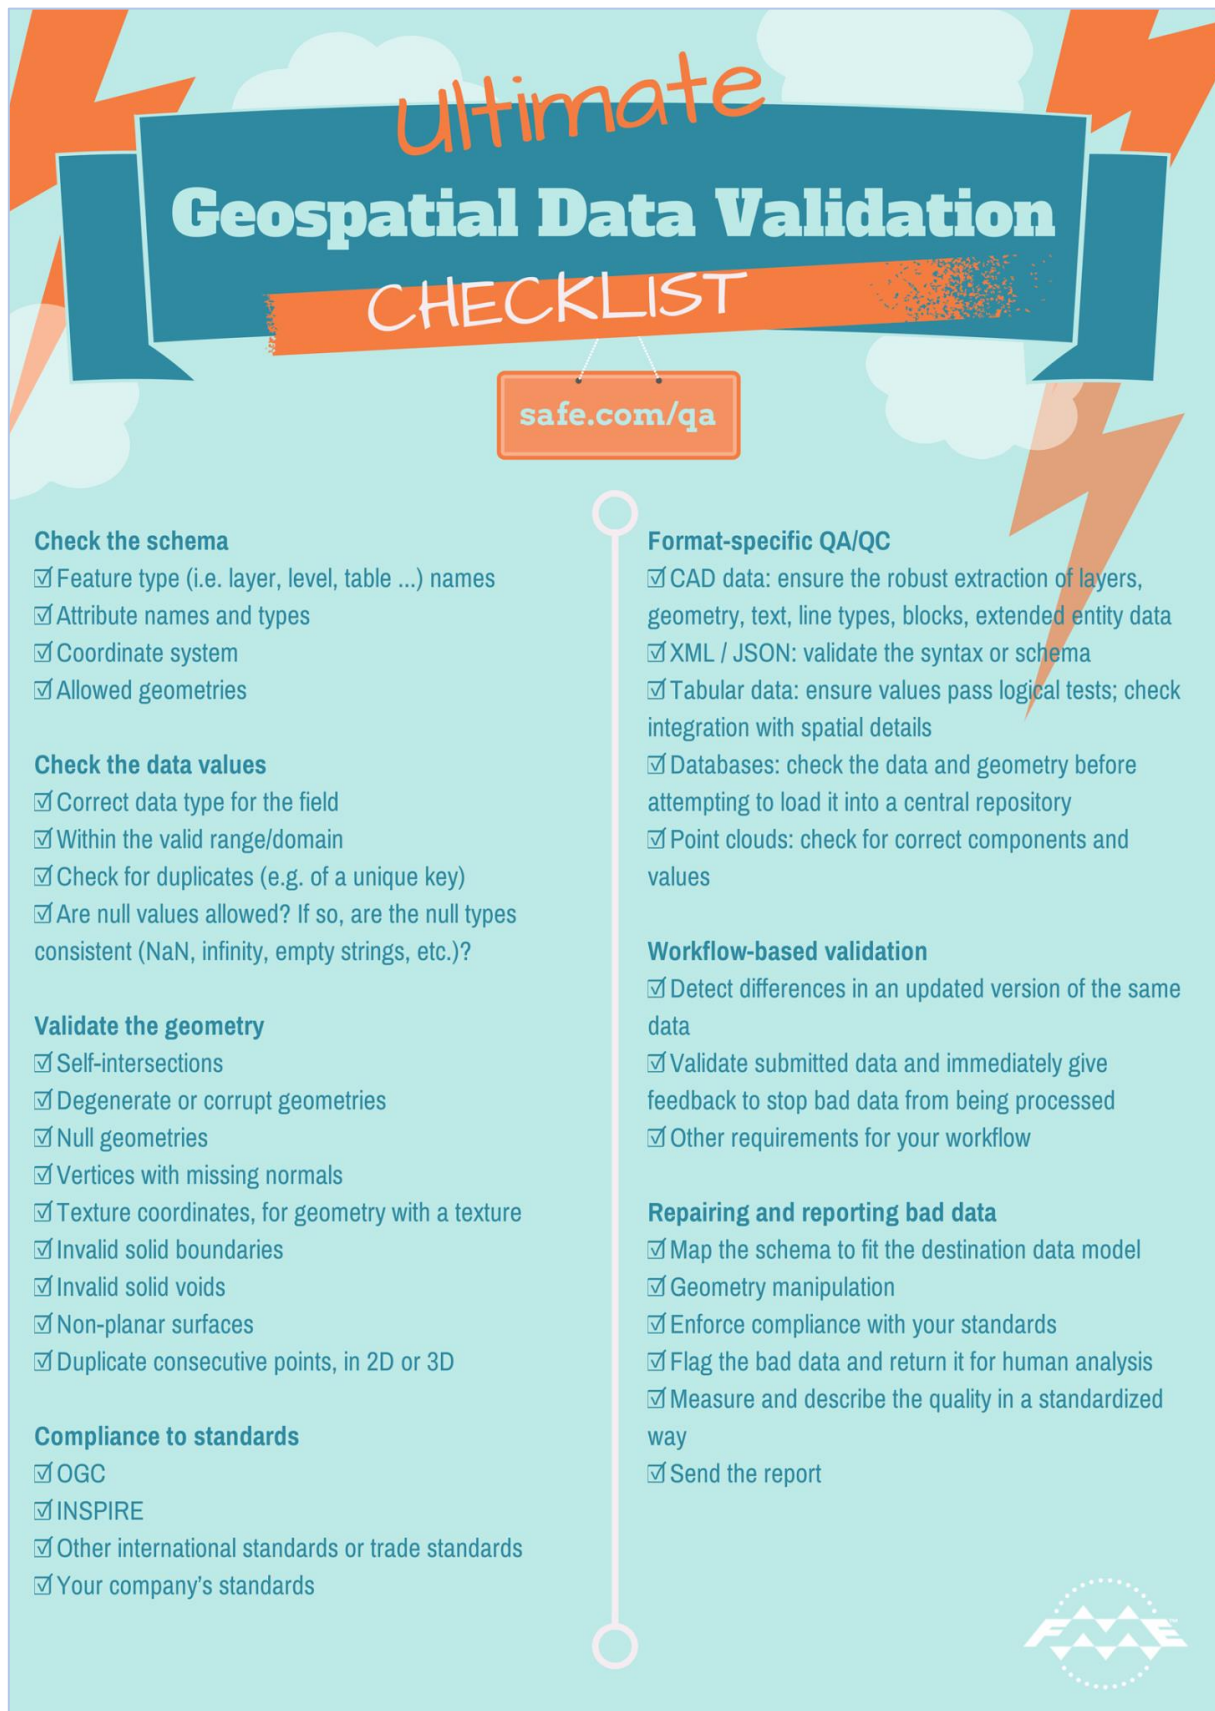 Ultimate
Geospatial Data Validation
CHECKLIST
safe.com/qa
Check the schema
☑ Feature type (i.e. layer, level, table ...) names
☑ Attribute names and types
☑ Coordinate system
☑ Allowed geometries
Check the data values
☑ Correct data type for the field
☑ Within the valid range/domain
☑ Check for duplicates (e.g. of a unique key)
☑ Are null values allowed? If so, are the null types
consistent (NaN, infinity, empty strings, etc.)?
Validate the geometry
☑ Self-intersections
☑ Degenerate or corrupt geometries
☑ Null geometries
☑ Vertices with missing normals
☑ Texture coordinates, for geometry with a texture
☑ Invalid solid boundaries
☑ Invalid solid voids
☑ Non-planar surfaces
☑ Duplicate consecutive points, in 2D or 3D
Compliance to standards
☑ OGC
☑ INSPIRE
☑ Other international standards or trade standards
☑ Your company's standards
Format-specific QA/QC
☑ CAD data: ensure the robust extraction of layers,
geometry, text, line types, blocks, extended entity data
☑ XML / JSON: validate the syntax or schema
☑ Tabular data: ensure values pass logical tests; check
integration with spatial details
☑ Databases: check the data and geometry before
attempting to load it into a central repository
☑ Point clouds: check for correct components and
values
Workflow-based validation
☑ Detect differences in an updated version of the same
data
☑ Validate submitted data and immediately give
feedback to stop bad data from being processed
☑ Other requirements for your workflow
Repairing and reporting bad data
☑ Map the schema to fit the destination data model
☑ Geometry manipulation
☑ Enforce compliance with your standards
☑ Flag the bad data and return it for human analysis
☑ Measure and describe the quality in a standardized
way
☑ Send the report
FME